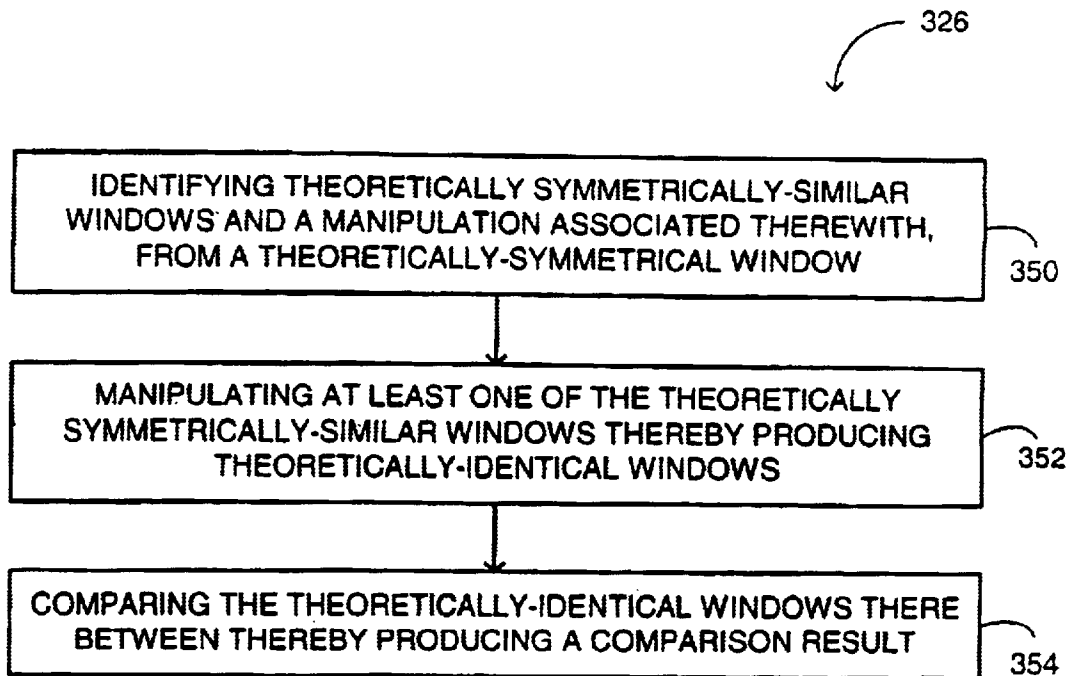 326
IDENTIFYING THEORETICALLY SYMMETRICALLY-SIMILAR
WINDOWS AND A MANIPULATION ASSOCIATED THEREWITH,
FROM A THEORETICALLY-SYMMETRICAL WINDOW
350
MANIPULATING AT LEAST ONE OF THE THEORETICALLY
SYMMETRICALLY-SIMILAR WINDOWS THEREBY PRODUCING
THEORETICALLY-IDENTICAL WINDOWS
352
COMPARING THE THEORETICALLY-IDENTICAL WINDOWS THERE
BETWEEN THEREBY PRODUCING A COMPARISON RESULT
354